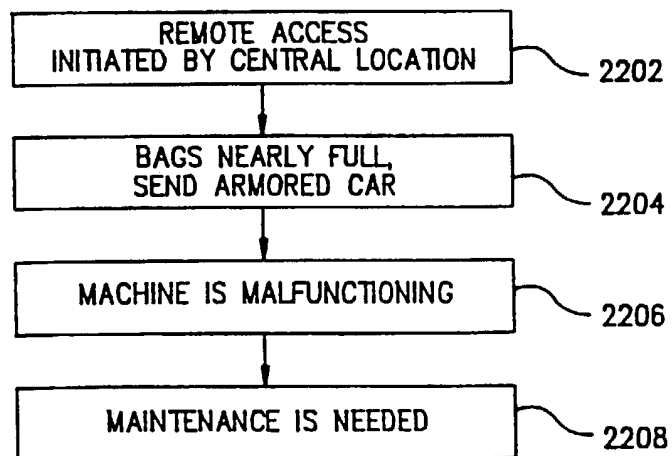 REMOTE ACCESS
INITIATED BY CENTRAL LOCATION
2202
BAGS NEARLY FULL,
SEND ARMORED CAR
2204
MACHINE IS MALFUNCTIONING
2206
MAINTENANCE IS NEEDED
2208